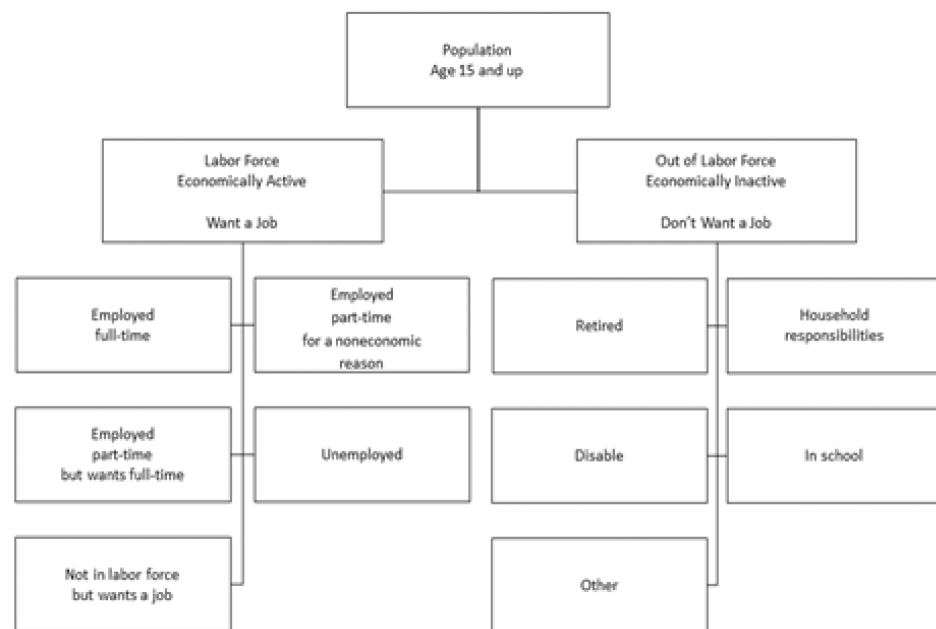 Population
Age 15 and up
Labor Force
Economically Active
Want a Job
Out of Labor Force
Economically Inactive
Don't Want a Job
Employed
full-time
Employed
part-time
for a noneconomic
reason
Retired
Household
responsibilities
Employed
part-time
but wants full-time
Unemployed
Disable
In school
Not in labor force
but wants a job
Other